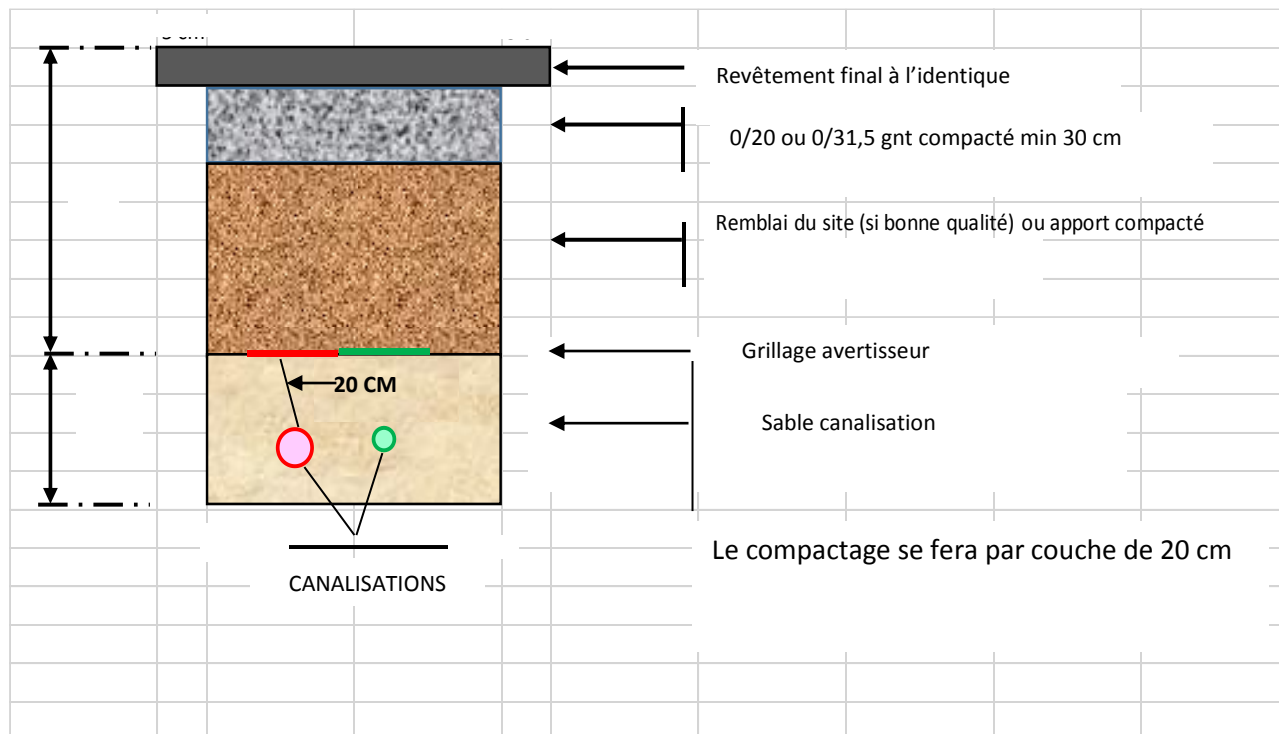 Revêtement final à l’identique
0/20 ou 0/31,5 gnt compacté min 30 cm
Remblai du site (si bonne qualité) ou apport compacté
Grillage avertisseur
20 CM
Sable canalisation
Le compactage se fera par couche de 20 cm
CANALISATIONS